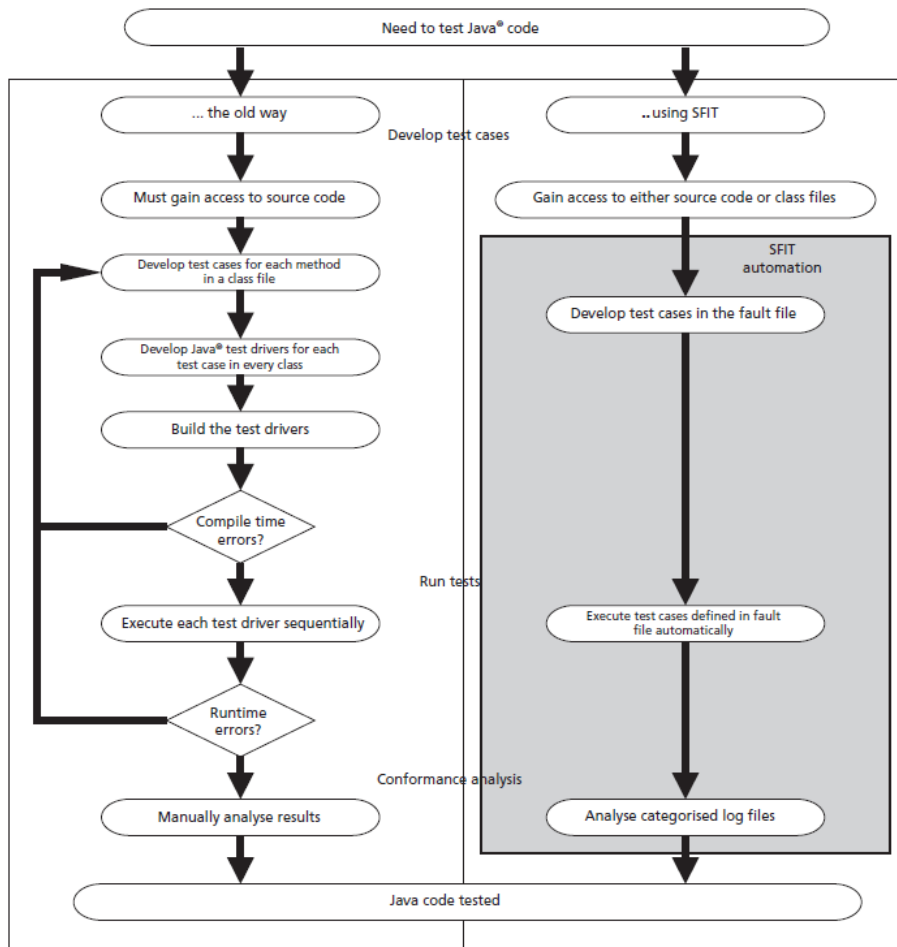 Need to test Java® code
... the old way
..using SFIT
Develop test cases
Must gain access to source code
Gain access to either source code or class files
SFIT
automation
Develop test cases for each method
in a class file
Develop test cases in the fault file
Develop Java® test drivers for each
test case in every class
Build the test drivers
Compile time
errors?
Run tests
Execute each test driver sequentially
Execute test cases defined in fault
file automatically
Runtime
errors?
Conformance analysis
Manually analyse results
Analyse categorised log files
Java code tested